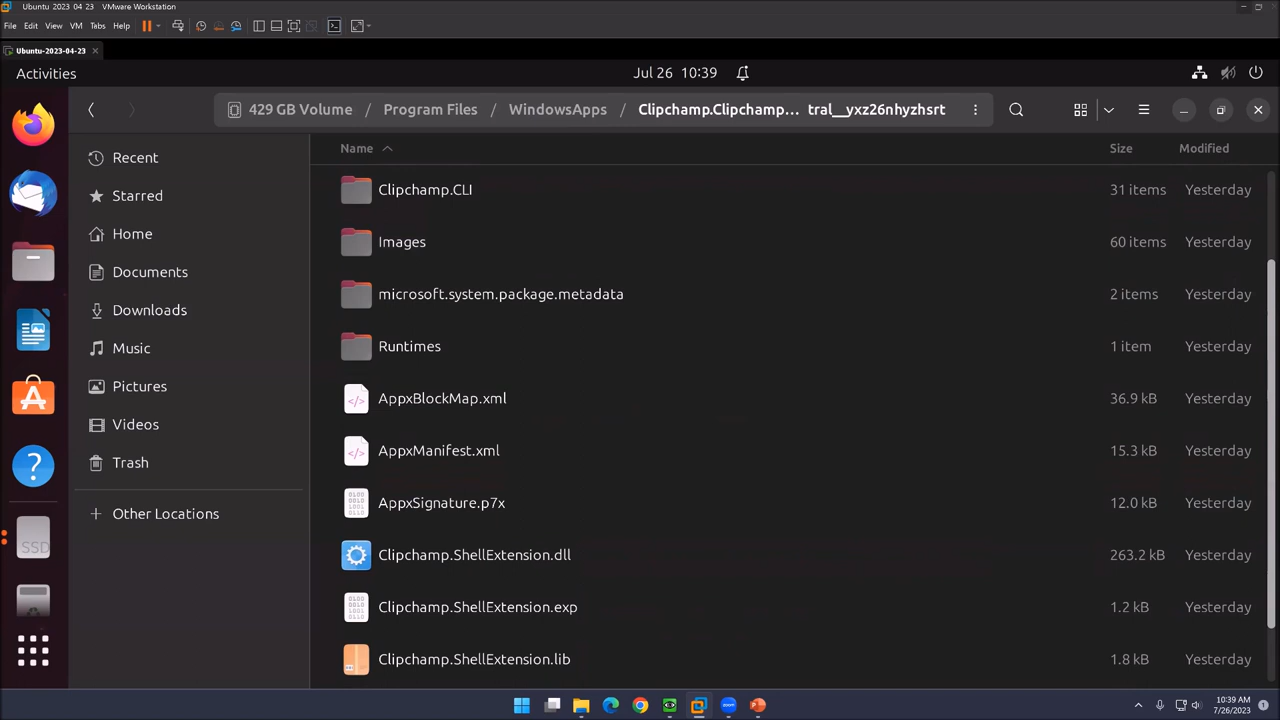 Ubuntu 2023 04 23 VMware Workstation
File Edit View VM Tabs Help
Ubuntu-2023-04-23
Activities Jul 26 10:39
429 GB Volume / Program Files / WindowsApps / Clipchamp.Clipchamp... tral__yxz26nhyzhsrt
Recent
Starred
Home
Documents
Downloads
Music
Pictures
Videos
Trash
Other Locations
SSD
Name Size Modified
Clipchamp.CLI 31 items Yesterday
Images 60 items Yesterday
microsoft.system.package.metadata 2 items Yesterday
Runtimes 1 item Yesterday
AppxBlockMap.xml 36.9 kB Yesterday
AppxManifest.xml 15.3 kB Yesterday
AppxSignature.p7x 12.0 kB Yesterday
Clipchamp.ShellExtension.dll 263.2 kB Yesterday
Clipchamp.ShellExtension.exp 1.2 kB Yesterday
Clipchamp.ShellExtension.lib 1.8 kB Yesterday
10:39 AM
7/26/2023